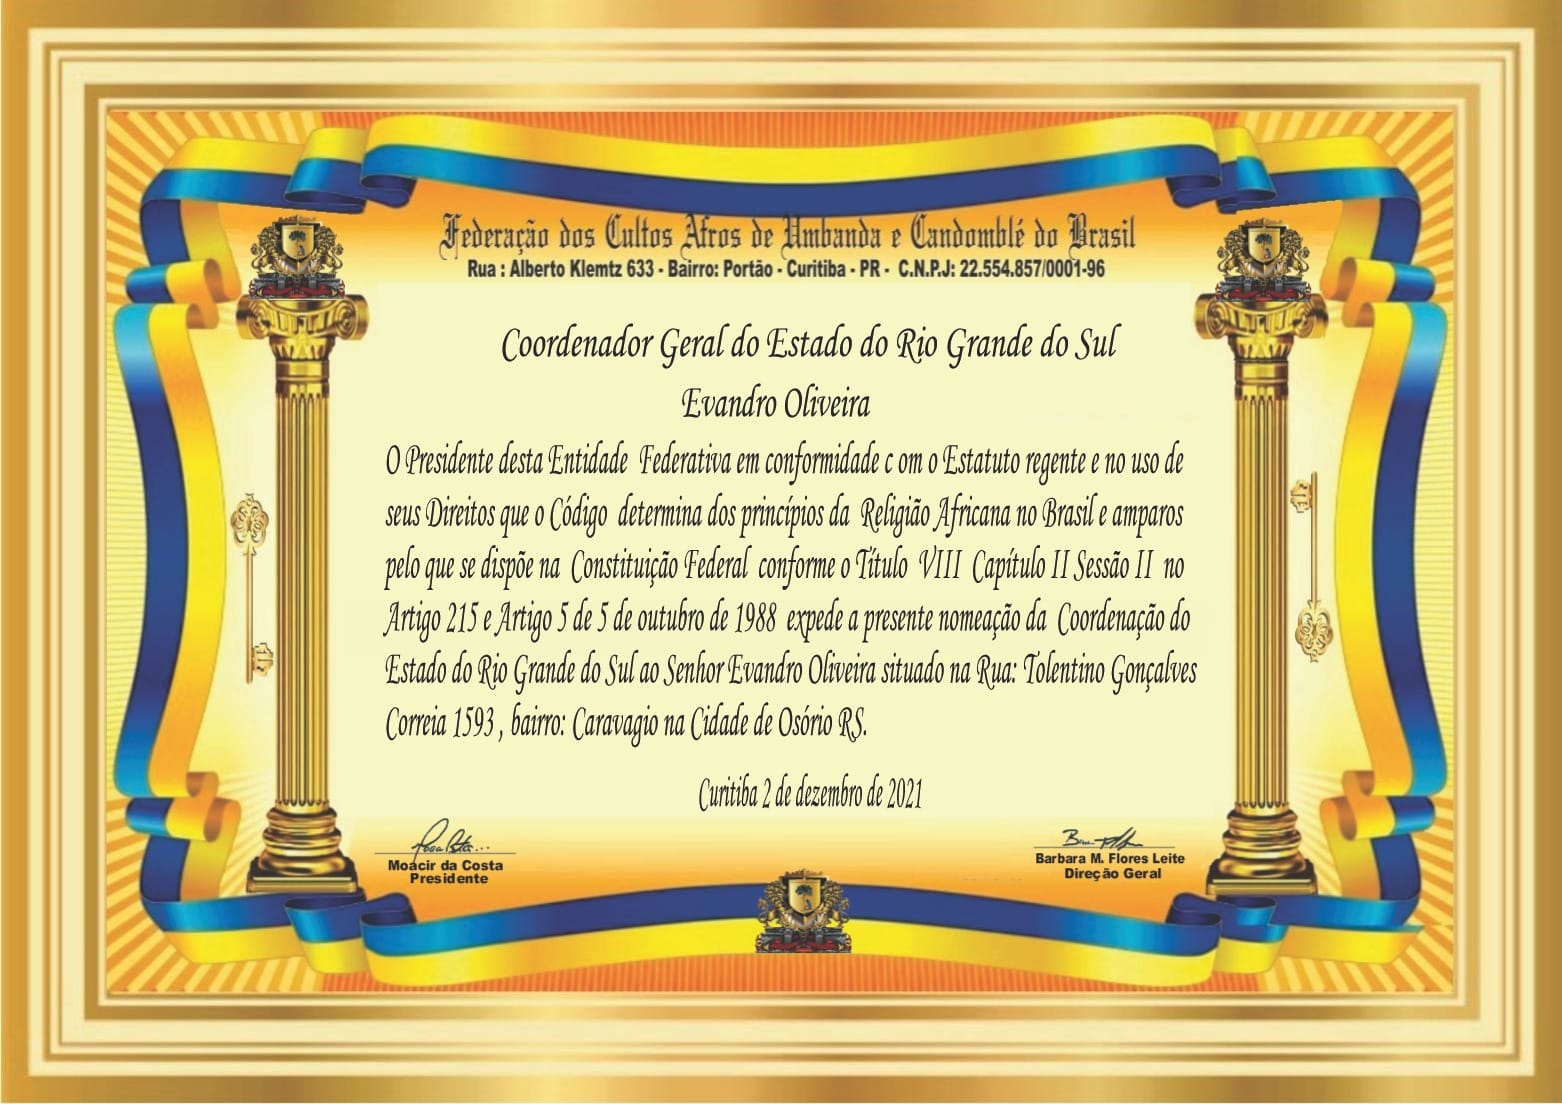 Federação dos Cultos Afros de Umbanda e Candomblé do Brasil
Rua : Alberto Klemtz 633 - Bairro: Portão - Curitiba - PR - C.N.P.J: 22.554.857/0001-96
Coordenador Geral do Estado do Rio Grande do Sul
Evandro Oliveira
O Presidente desta Entidade Federativa em conformidade c om o Estatuto regente e no uso de
seus Direitos que o Código determina dos princípios da Religião Africana no Brasil e amparos
pelo que se dispõe na Constituição Federal conforme o Título VIII Capítulo II Sessão II no
Artigo 215 e Artigo 5 de 5 de outubro de 1988 expede a presente nomeação da Coordenação do
Estado do Rio Grande do Sul ao Senhor Evandro Oliveira situado na Rua: Tolentino Gonçalves
Correia 1593 , bairro: Caravagio na Cidade de Osório RS.
Curitiba 2 de dezembro de 2021
Moacir da Costa
Presidente
Barbara M. Flores Leite
Direção Geral